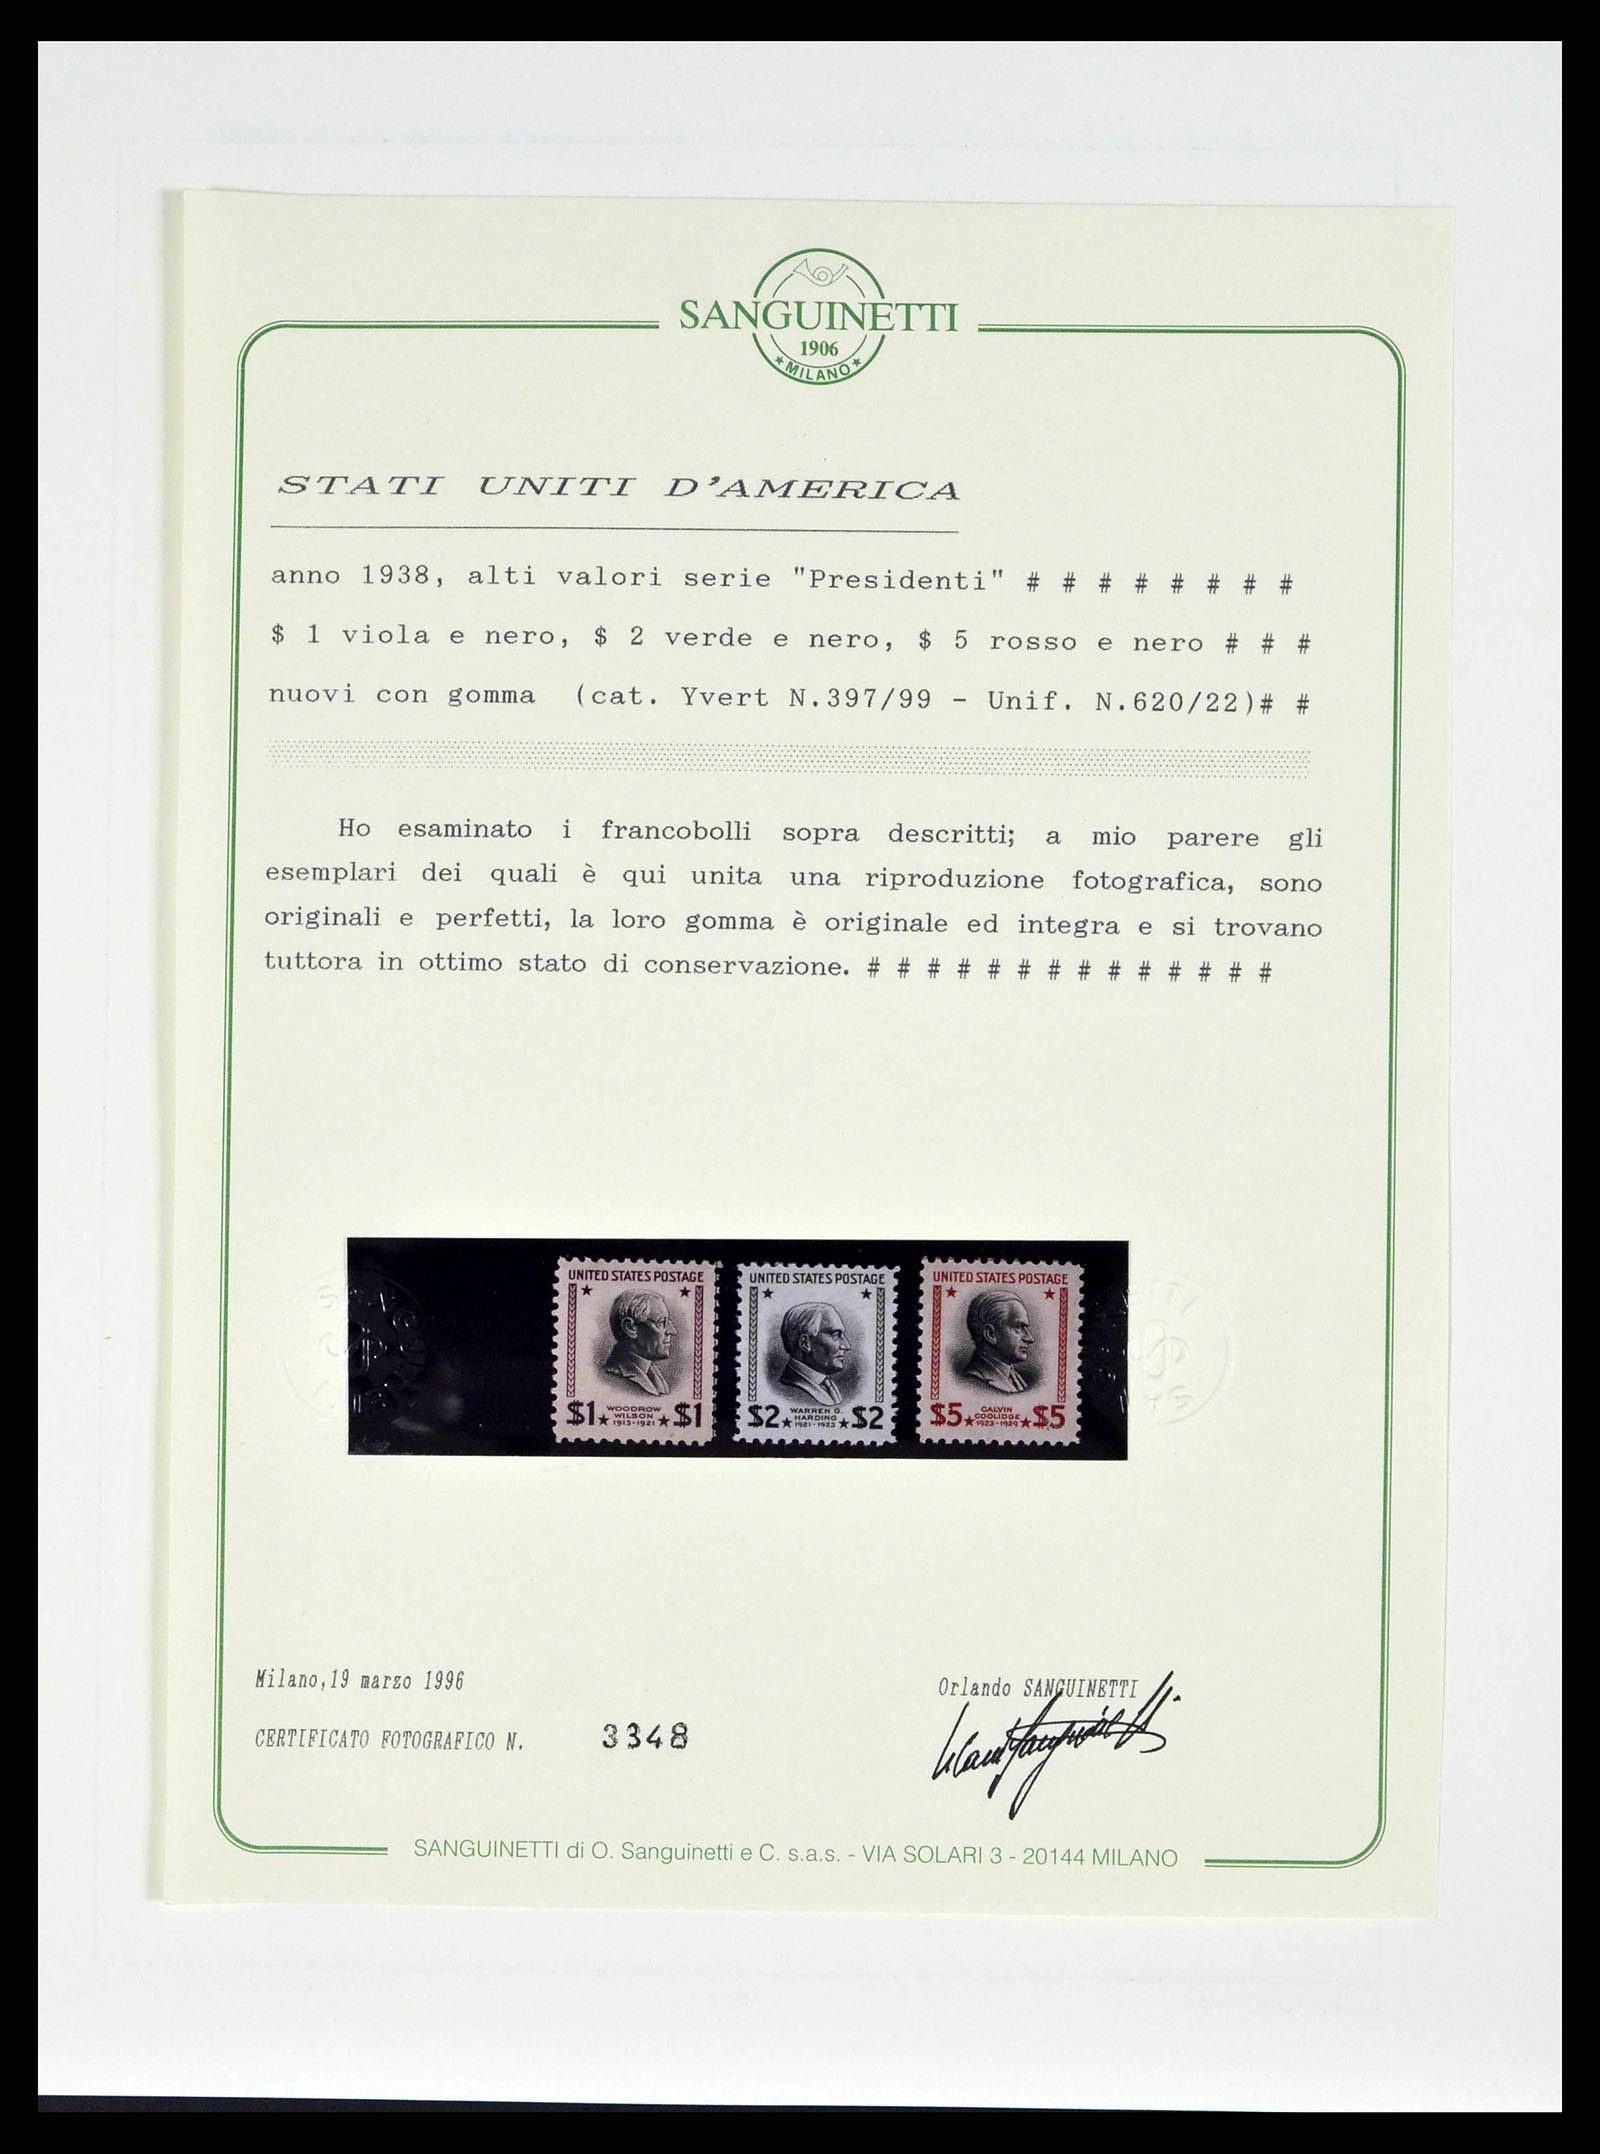 SANGUINETTI
1906
★ MILANO ★
STATI UNITI D'AMERICA
anno 1938, alti valori serie "Presidenti" # # # # # # # #
$ 1 viola e nero, $ 2 verde e nero, $ 5 rosso e nero # # #
nuovi con gomma (cat. Yvert N.397/99 - Unif. N.620/22)# #
Ho esaminato i francobolli sopra descritti; a mio parere gli
esemplari dei quali è qui unita una riproduzione fotografica, sono
originali e perfetti, la loro gomma è originale ed integra e si trovano
tuttora in ottimo stato di conservazione. # # # # # # # # # # # # # #
UNITED STATES POSTAGE
$1 ★ WOODROW WILSON 1913-1921 ★ $1
UNITED STATES POSTAGE
$2 ★ WARREN G. HARDING 1921-1923 ★ $2
UNITED STATES POSTAGE
$5 ★ CALVIN COOLIDGE 1923-1929 ★ $5
Milano,19 marzo 1996
Orlando SANGUINETTI
CERTIFICATO FOTOGRAFICO N. 3348
SANGUINETTI di O. Sanguinetti e C. s.a.s. - VIA SOLARI 3 - 20144 MILANO